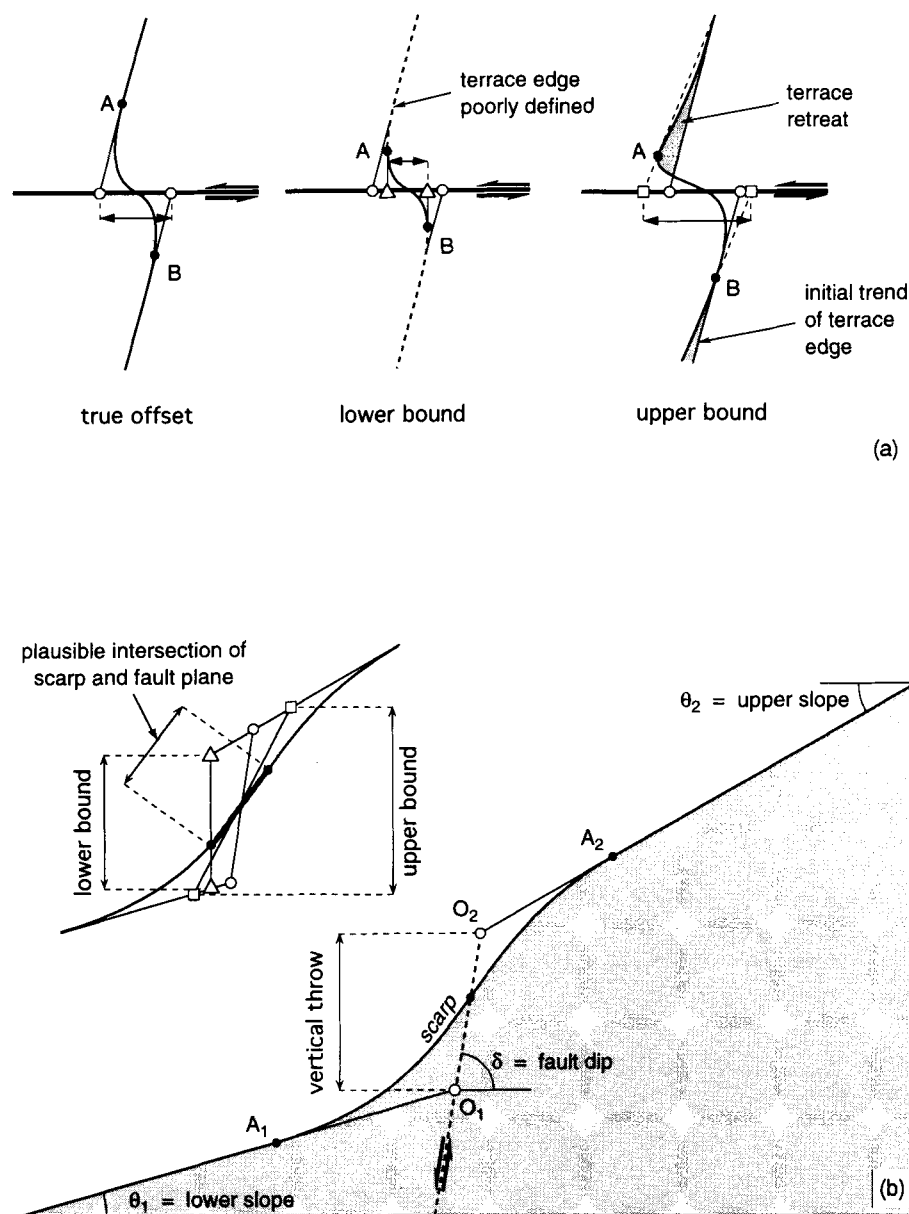 A
B
true offset
terrace edge
poorly defined
A
B
lower bound
terrace
retreat
A
B
initial trend
of terrace
edge
upper bound
(a)
plausible intersection of
scarp and fault plane
lower bound
upper bound
θ2 = upper slope
A2
O2
vertical throw
scarp
δ = fault dip
O1
A1
θ1 = lower slope
(b)